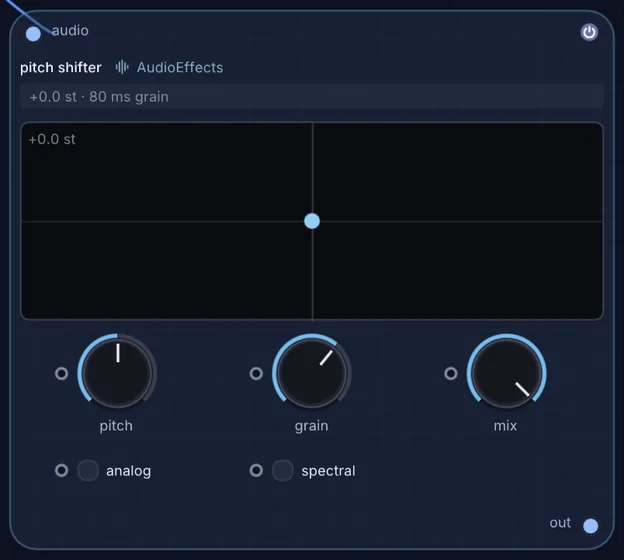 audio
pitch shifter AudioEffects
+0.0 st · 80 ms grain
+0.0 st
pitch grain mix
analog spectral
out